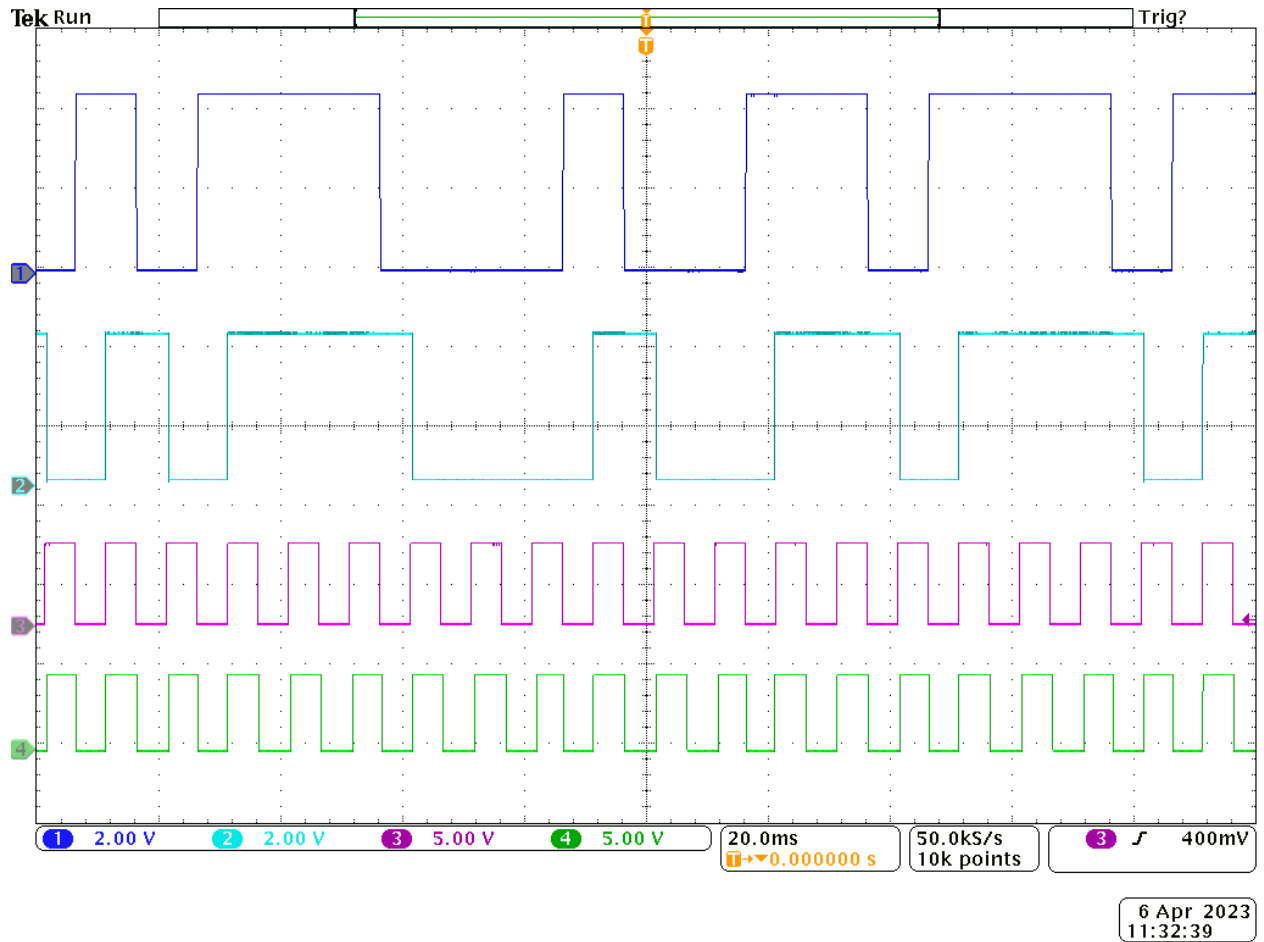 Tek Run Trig?
T
T
1
2
3
4
1 2.00 V 2 2.00 V 3 5.00 V 4 5.00 V
20.0ms
T→▼0.000000 s
50.0kS/s
10k points
3 400mV
6 Apr 2023
11:32:39